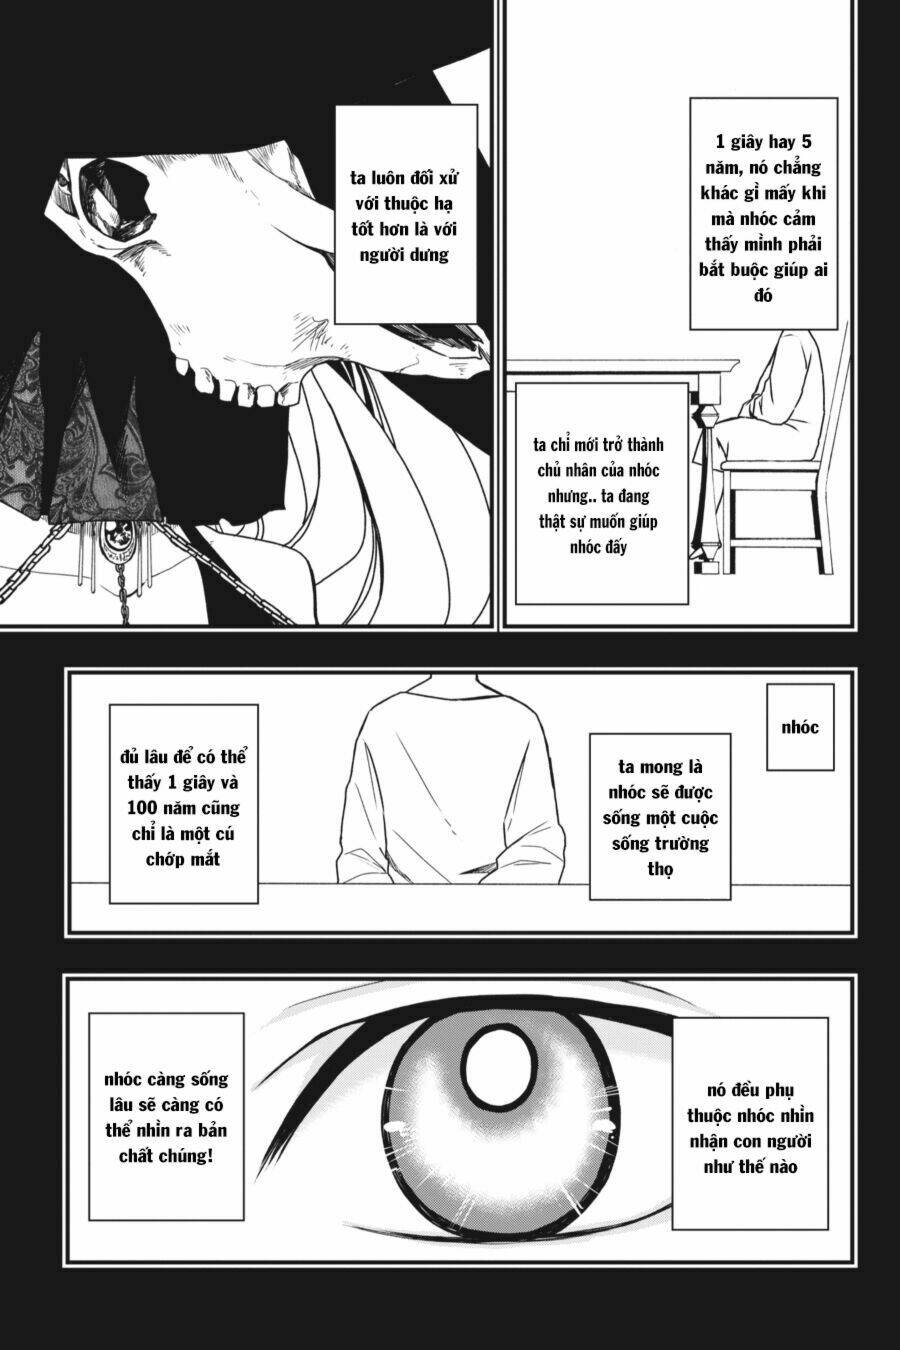 1 giây hay 5
năm, nó chẳng
khác gì mấy khi
mà nhóc cảm
thấy mình phải
bắt buộc giúp ai
đó
ta chỉ mới trở thành
chủ nhân của nhóc
nhưng.. ta đang
thật sự muốn giúp
nhóc đấy
ta luôn đối xử
với thuộc hạ
tốt hơn là với
người dưng
nhóc
ta mong là
nhóc sẽ được
sống một cuộc
sống trường
thọ
đủ lâu để có thể
thấy 1 giây và
100 năm cũng
chỉ là một cú
chớp mắt
nó đều phụ
thuộc nhóc nhìn
nhận con người
như thế nào
nhóc càng sống
lâu sẽ càng có
thể nhìn ra bản
chất chúng!